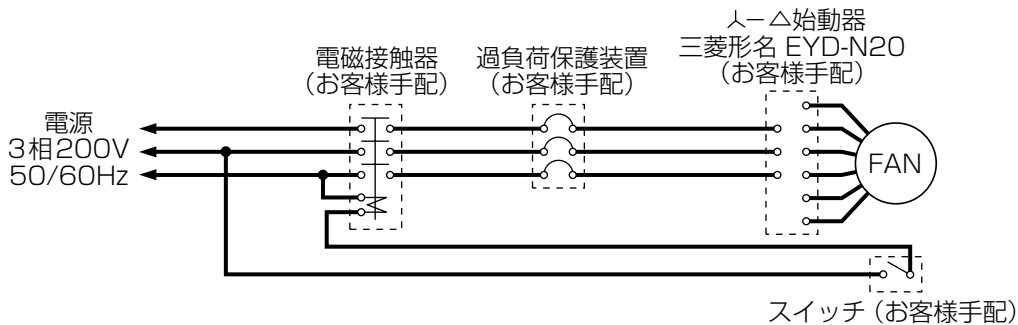 電源
3相200V
50/60Hz
電磁接触器
(お客様手配)
過負荷保護装置
(お客様手配)
人ー△始動器
三菱形名 EYD-N20
(お客様手配)
FAN
スイッチ(お客様手配)